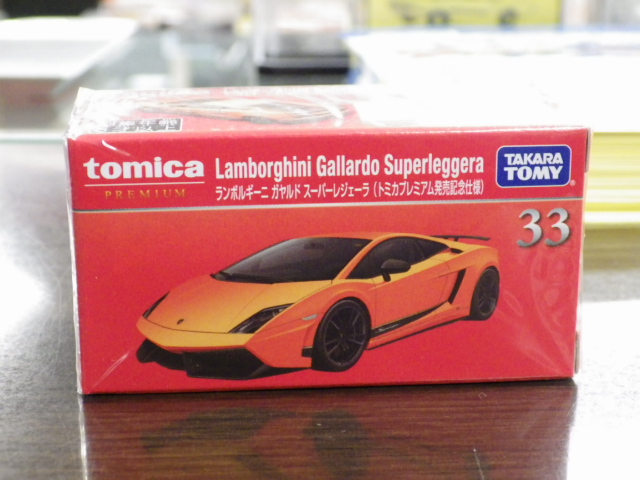 tomica
PREMIUM
Lamborghini Gallardo Superleggera
ランボルギーニ ガヤルド スーパーレジェーラ（トミカプレミアム発売記念仕様）
TAKARA
TOMY
33